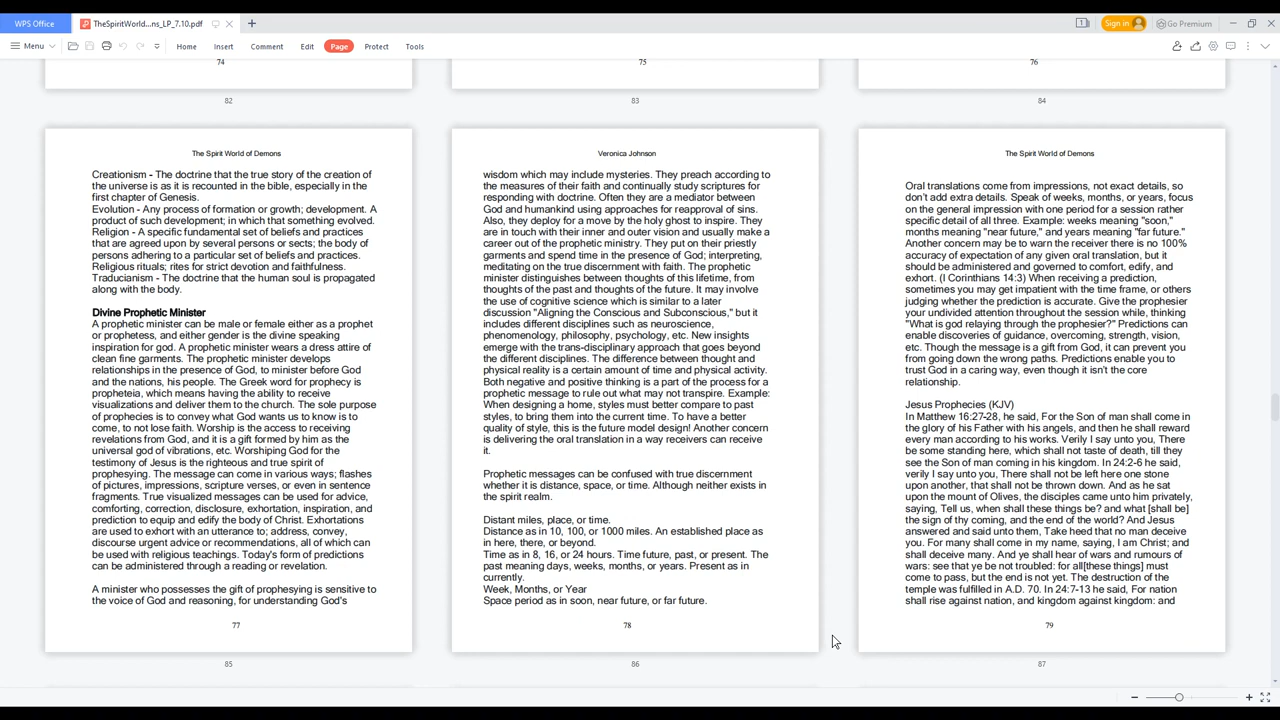 WPS Office
TheSpiritWorld...ns_LP_7.10.pdf
Sign in
Go Premium
Menu
Home
Insert
Comment
Edit
Page
Protect
Tools
74
75
76
82
83
84
The Spirit World of Demons
Creationism - The doctrine that the true story of the creation of
the universe is as it is recounted in the bible, especially in the
first chapter of Genesis.
Evolution - Any process of formation or growth; development. A
product of such development; in which that something evolved.
Religion - A specific fundamental set of beliefs and practices
that are agreed upon by several persons or sects; the body of
persons adhering to a particular set of beliefs and practices.
Religious rituals; rites for strict devotion and faithfulness.
Traducianism - The doctrine that the human soul is propagated
along with the body.
Divine Prophetic Minister
A prophetic minister can be male or female either as a prophet
or prophetess, and either gender is the divine speaking
inspiration for god. A prophetic minister wears a dress attire of
clean fine garments. The prophetic minister develops
relationships in the presence of God, to minister before God
and the nations, his people. The Greek word for prophecy is
propheteia, which means having the ability to receive
visualizations and deliver them to the church. The sole purpose
of prophecies is to convey what God wants us to know is to
come, to not lose faith. Worship is the access to receiving
revelations from God, and it is a gift formed by him as the
universal god of vibrations, etc. Worshiping God for the
testimony of Jesus is the righteous and true spirit of
prophesying. The message can come in various ways; flashes
of pictures, impressions, scripture verses, or even in sentence
fragments. True visualized messages can be used for advice,
comforting, correction, disclosure, exhortation, inspiration, and
prediction to equip and edify the body of Christ. Exhortations
are used to exhort with an utterance to; address, convey,
discourse urgent advice or recommendations, all of which can
be used with religious teachings. Today's form of predictions
can be administered through a reading or revelation.
A minister who possesses the gift of prophesying is sensitive to
the voice of God and reasoning, for understanding God's
77
85
Veronica Johnson
wisdom which may include mysteries. They preach according to
the measures of their faith and continually study scriptures for
responding with doctrine. Often they are a mediator between
God and humankind using approaches for reapproval of sins.
Also, they deploy for a move by the holy ghost to inspire. They
are in touch with their inner and outer vision and usually make a
career out of the prophetic ministry. They put on their priestly
garments and spend time in the presence of God; interpreting,
meditating on the true discernment with faith. The prophetic
minister distinguishes between thoughts of this lifetime, from
thoughts of the past and thoughts of the future. It may involve
the use of cognitive science which is similar to a later
discussion "Aligning the Conscious and Subconscious," but it
includes different disciplines such as neuroscience,
phenomenology, philosophy, psychology, etc. New insights
emerge with the trans-disciplinary approach that goes beyond
the different disciplines. The difference between thought and
physical reality is a certain amount of time and physical activity.
Both negative and positive thinking is a part of the process for a
prophetic message to rule out what may not transpire. Example:
When designing a home, styles must better compare to past
styles, to bring them into the current time. To have a better
quality of style, this is the future model design! Another concern
is delivering the oral translation in a way receivers can receive
it.
Prophetic messages can be confused with true discernment
whether it is distance, space, or time. Although neither exists in
the spirit realm.
Distant miles, place, or time.
Distance as in 10, 100, or 1000 miles. An established place as
in here, there, or beyond.
Time as in 8, 16, or 24 hours. Time future, past, or present. The
past meaning days, weeks, months, or years. Present as in
currently.
Week, Months, or Year
Space period as in soon, near future, or far future.
78
86
The Spirit World of Demons
Oral translations come from impressions, not exact details, so
don't add extra details. Speak of weeks, months, or years, focus
on the general impression with one period for a session rather
specific detail of all three. Example: weeks meaning "soon,"
months meaning "near future," and years meaning "far future."
Another concern may be to warn the receiver there is no 100%
accuracy of expectation of any given oral translation, but it
should be administered and governed to comfort, edify, and
exhort. (I Corinthians 14:3) When receiving a prediction,
sometimes you may get impatient with the time frame, or others
judging whether the prediction is accurate. Give the prophesier
your undivided attention throughout the session while, thinking
"What is god relaying through the prophesier?" Predictions can
enable discoveries of guidance, overcoming, strength, vision,
etc. Though the message is a gift from God, it can prevent you
from going down the wrong paths. Predictions enable you to
trust God in a caring way, even though it isn't the core
relationship.
Jesus Prophecies (KJV)
In Matthew 16:27-28, he said, For the Son of man shall come in
the glory of his Father with his angels, and then he shall reward
every man according to his works. Verily I say unto you, There
be some standing here, which shall not taste of death, till they
see the Son of man coming in his kingdom. In 24:2-6 he said,
verily I say unto you, There shall not be left here one stone
upon another, that shall not be thrown down. And as he sat
upon the mount of Olives, the disciples came unto him privately,
saying, Tell us, when shall these things be? and what [shall be]
the sign of thy coming, and the end of the world? And Jesus
answered and said unto them, Take heed that no man deceive
you. For many shall come in my name, saying, I am Christ; and
shall deceive many. And ye shall hear of wars and rumours of
wars: see that ye be not troubled: for all[these things] must
come to pass, but the end is not yet. The destruction of the
temple was fulfilled in A.D. 70. In 24:7-13 he said, For nation
shall rise against nation, and kingdom against kingdom: and
79
87